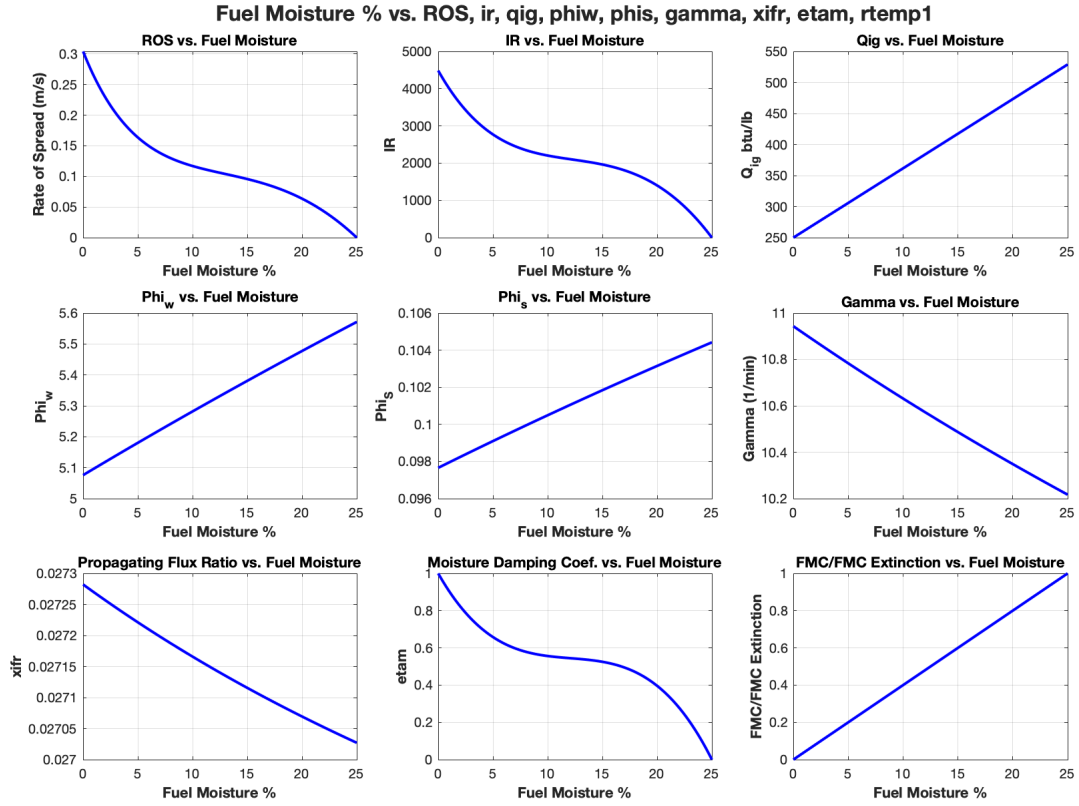 Fuel Moisture % vs. ROS, ir, qig, phiw, phis, gamma, xifr, etam, rtemp1
ROS vs. Fuel Moisture
Rate of Spread (m/s)
0.3
0.25
0.2
0.15
0.1
0.05
0
0 5 10 15 20 25
Fuel Moisture %
IR vs. Fuel Moisture
IR
5000
4000
3000
2000
1000
0
0 5 10 15 20 25
Fuel Moisture %
Qig vs. Fuel Moisture
Qig btu/lb
550
500
450
400
350
300
250
0 5 10 15 20 25
Fuel Moisture %
Phiw vs. Fuel Moisture
Phiw
5.6
5.5
5.4
5.3
5.2
5.1
5
0 5 10 15 20 25
Fuel Moisture %
Phis vs. Fuel Moisture
PhiS
0.106
0.104
0.102
0.1
0.098
0.096
0 5 10 15 20 25
Fuel Moisture %
Gamma vs. Fuel Moisture
Gamma (1/min)
11
10.8
10.6
10.4
10.2
0 5 10 15 20 25
Fuel Moisture %
Propagating Flux Ratio vs. Fuel Moisture
xifr
0.0273
0.02725
0.0272
0.02715
0.0271
0.02705
0.027
0 5 10 15 20 25
Fuel Moisture %
Moisture Damping Coef. vs. Fuel Moisture
etam
1
0.8
0.6
0.4
0.2
0
0 5 10 15 20 25
Fuel Moisture %
FMC/FMC Extinction vs. Fuel Moisture
FMC/FMC Extinction
1
0.8
0.6
0.4
0.2
0
0 5 10 15 20 25
Fuel Moisture %